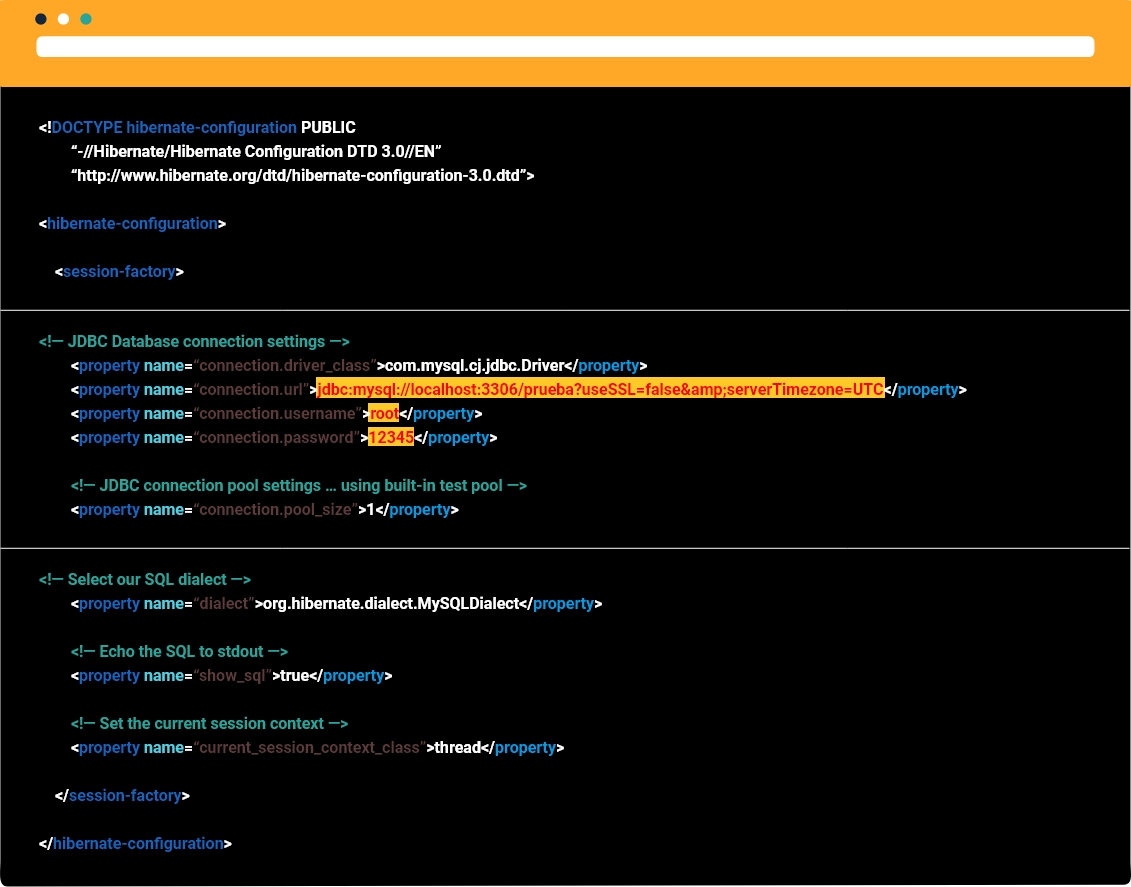 <!DOCTYPE hibernate-configuration PUBLIC
“-//Hibernate/Hibernate Configuration DTD 3.0//EN”
“http://www.hibernate.org/dtd/hibernate-configuration-3.0.dtd”>
<hibernate-configuration>
<session-factory>
<!— JDBC Database connection settings —>
<property name=“connection.driver_class”>com.mysql.cj.jdbc.Driver</property>
<property name=“connection.url”>jdbc:mysql://localhost:3306/prueba?useSSL=false&amp;serverTimezone=UTC</property>
<property name=“connection.username”>root</property>
<property name=“connection.password”>12345</property>
<!— JDBC connection pool settings … using built-in test pool —>
<property name=“connection.pool_size”>1</property>
<!— Select our SQL dialect —>
<property name=“dialect”>org.hibernate.dialect.MySQLDialect</property>
<!— Echo the SQL to stdout —>
<property name=“show_sql”>true</property>
<!— Set the current session context —>
<property name=“current_session_context_class”>thread</property>
</session-factory>
</hibernate-configuration>